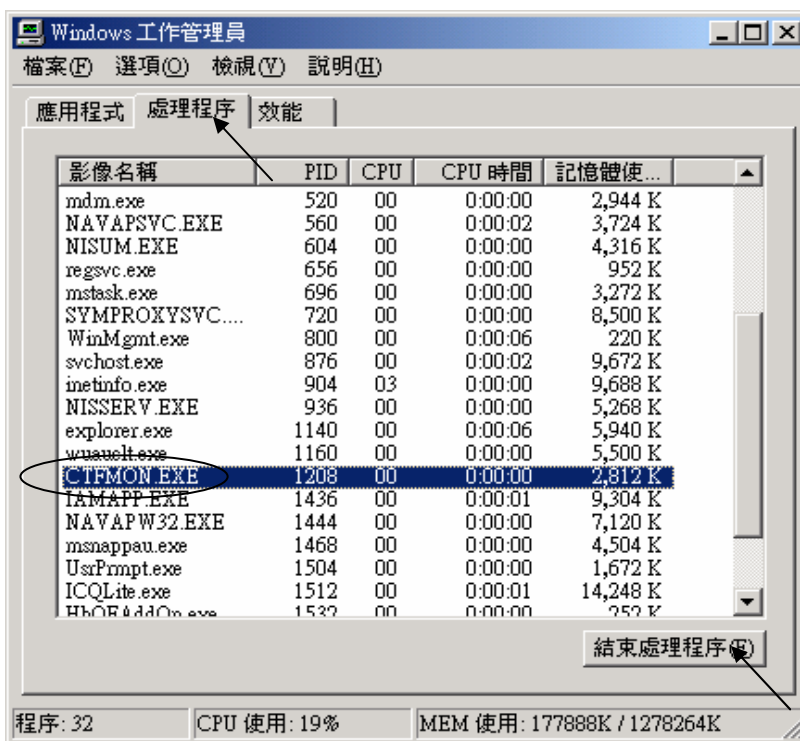 Windows 工作管理員
檔案(F) 選項(O) 檢視(V) 說明(H)
應用程式 處理程序 效能
影像名稱 PID CPU CPU 時間 記憶體使...
mdm.exe 520 00 0:00:00 2,944 K
NAVAPSVC.EXE 560 00 0:00:02 3,724 K
NISUM.EXE 604 00 0:00:00 4,316 K
regsvc.exe 656 00 0:00:00 952 K
mstask.exe 696 00 0:00:00 3,272 K
SYMPROXYSVC.... 720 00 0:00:00 8,500 K
WinMgmt.exe 800 00 0:00:06 220 K
svchost.exe 876 00 0:00:02 9,672 K
inetinfo.exe 904 03 0:00:00 9,688 K
NISSERV.EXE 936 00 0:00:00 5,268 K
explorer.exe 1140 00 0:00:06 5,940 K
wuauclt.exe 1160 00 0:00:00 5,500 K
CTFMON.EXE 1208 00 0:00:00 2,812 K
IAMAPP.EXE 1436 00 0:00:01 9,304 K
NAVAPW32.EXE 1444 00 0:00:00 7,120 K
msnappau.exe 1468 00 0:00:00 4,504 K
UsrPrmpt.exe 1504 00 0:00:00 1,672 K
ICQLite.exe 1512 00 0:00:01 14,248 K
HbOEAddOn.exe 1532 00 0:00:00 252 K
結束處理程序(E)
程序: 32 CPU 使用: 19% MEM 使用: 177888K / 1278264K